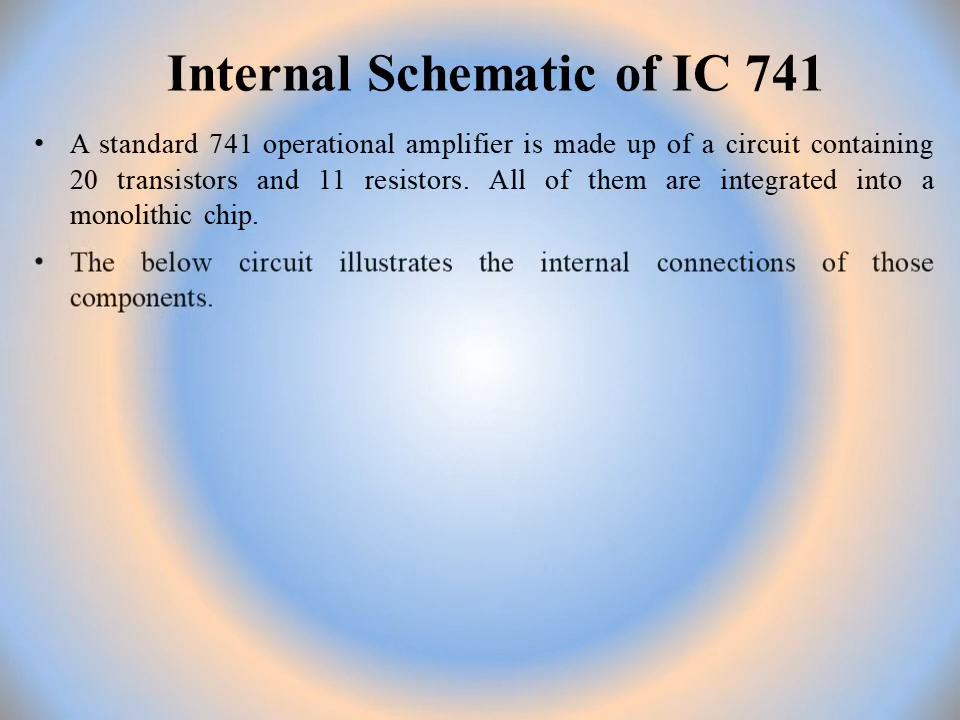 Internal Schematic of IC 741
• A standard 741 operational amplifier is made up of a circuit containing
20 transistors and 11 resistors. All of them are integrated into a
monolithic chip.
• The below circuit illustrates the internal connections of those
components.